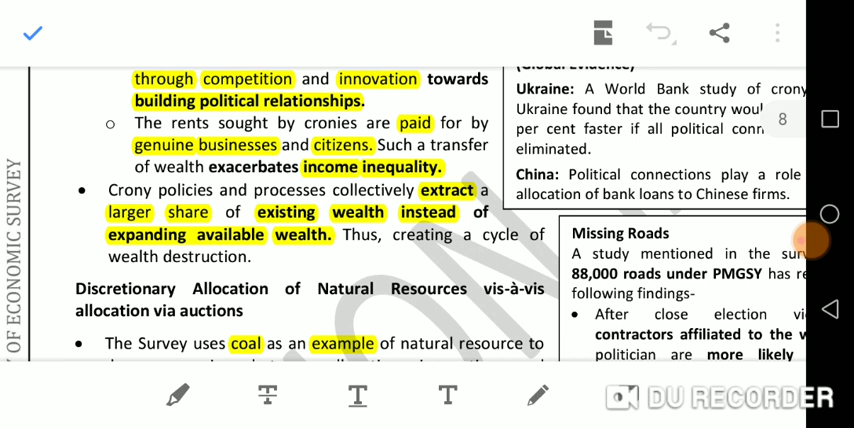 through competition and innovation towards
building political relationships.
o The rents sought by cronies are paid for by
genuine businesses and citizens. Such a transfer
of wealth exacerbates income inequality.
• Crony policies and processes collectively extract a
larger share of existing wealth instead of
expanding available wealth. Thus, creating a cycle of
wealth destruction.
Discretionary Allocation of Natural Resources vis-à-vis
allocation via auctions
• The Survey uses coal as an example of natural resource to
(Global Evidence)
Ukraine: A World Bank study of crony
Ukraine found that the country
per cent faster if all political
eliminated.
China: Political connections play a role
allocation of bank loans to Chinese firms.
8
Missing Roads
A study mentioned in the
88,000 roads under PMGSY has
following findings-
• After close election
contractors affiliated to the
politician are more likely
OF ECONOMIC SURVEY
T T T
DU RECORDER